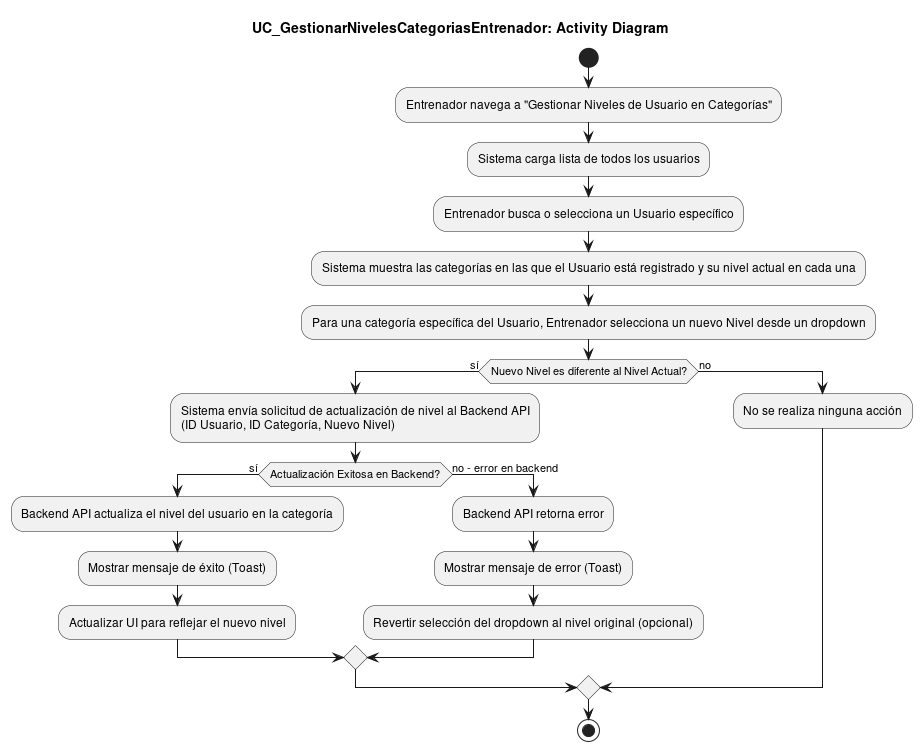 UC_GestionarNivelesCategoriasEntrenador: Activity Diagram
Entrenador navega a "Gestionar Niveles de Usuario en Categorías"
Sistema carga lista de todos los usuarios
Entrenador busca o selecciona un Usuario específico
Sistema muestra las categorías en las que el Usuario está registrado y su nivel actual en cada una
Para una categoría específica del Usuario, Entrenador selecciona un nuevo Nivel desde un dropdown
sí
Nuevo Nivel es diferente al Nivel Actual?
no
Sistema envía solicitud de actualización de nivel al Backend API
(ID Usuario, ID Categoría, Nuevo Nivel)
No se realiza ninguna acción
sí
Actualización Exitosa en Backend?
no - error en backend
Backend API actualiza el nivel del usuario en la categoría
Backend API retorna error
Mostrar mensaje de éxito (Toast)
Mostrar mensaje de error (Toast)
Actualizar UI para reflejar el nuevo nivel
Revertir selección del dropdown al nivel original (opcional)